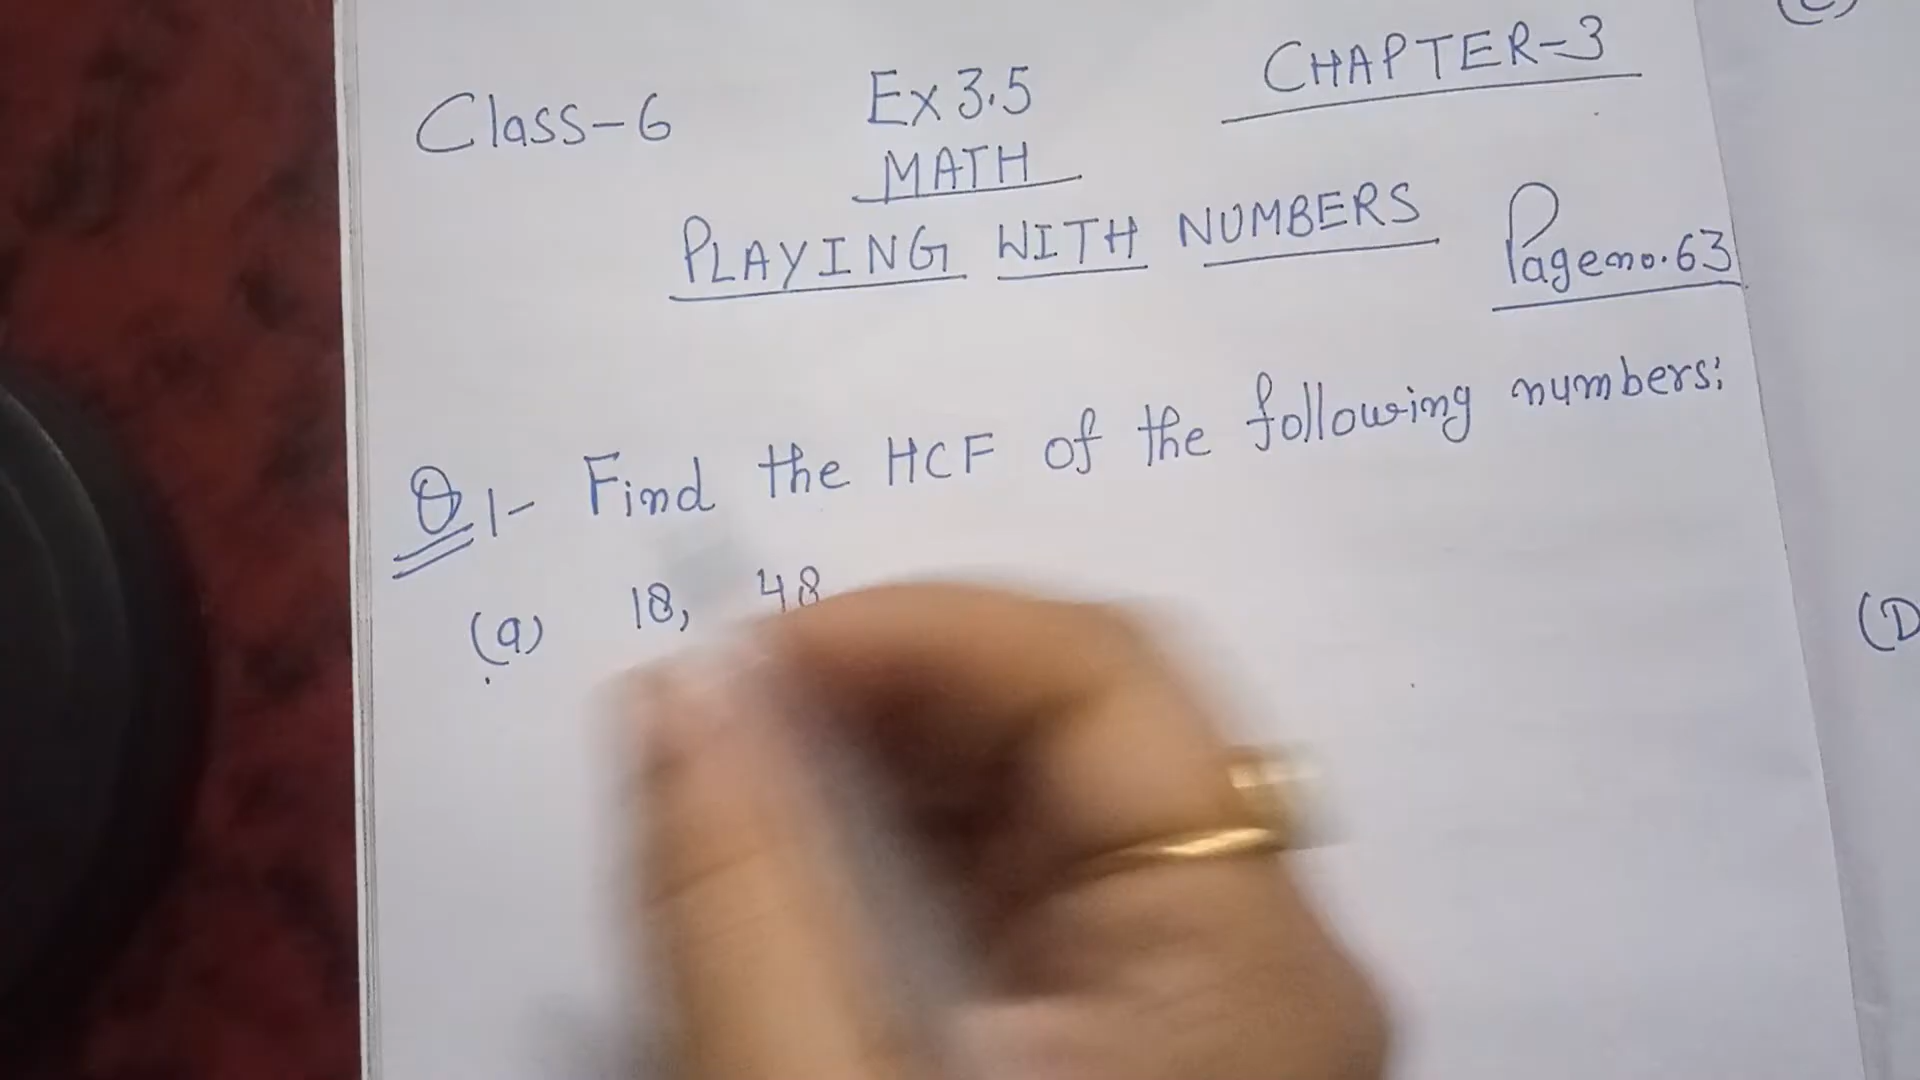 Class-6 Ex 3.5 CHAPTER-3
MATH
PLAYING WITH NUMBERS Page no. 63
Q1- Find the HCF of the following numbers:
(a) 18, 48
(D